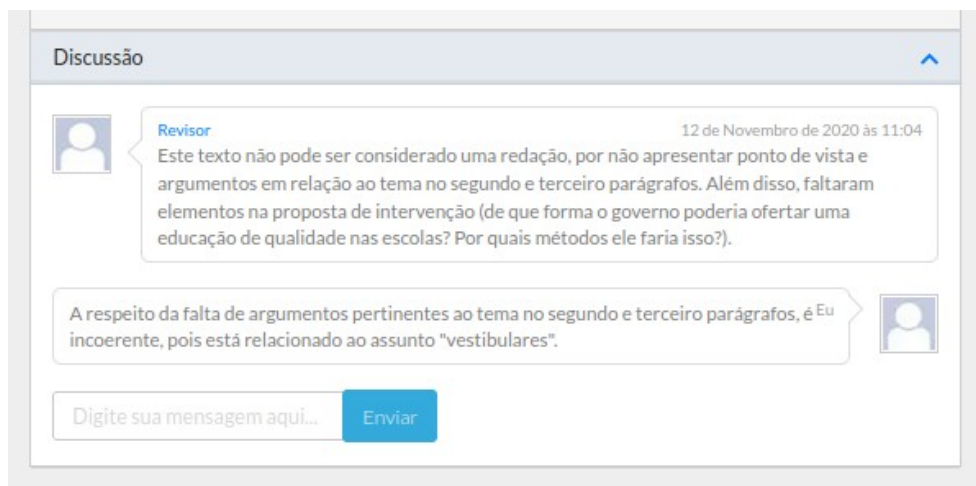 Discussão
Revisor
12 de Novembro de 2020 às 11:04
Este texto não pode ser considerado uma redação, por não apresentar ponto de vista e
argumentos em relação ao tema no segundo e terceiro parágrafos. Além disso, faltaram
elementos na proposta de intervenção (de que forma o governo poderia ofertar uma
educação de qualidade nas escolas? Por quais métodos ele faria isso?).
A respeito da falta de argumentos pertinentes ao tema no segundo e terceiro parágrafos, é Eu
incoerente, pois está relacionado ao assunto "vestibulares".
Digite sua mensagem aqui... Enviar